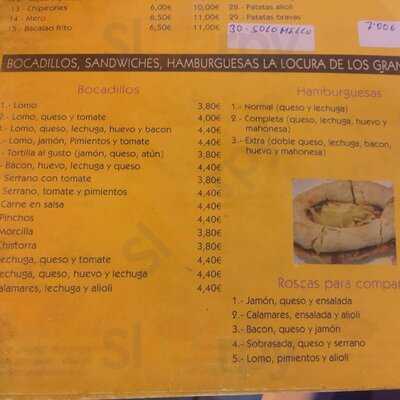 13 - Chipirones 6,00€ 10,00€
14 - Mero 6,50€ 11,00€
15 - Bacalao frito 6,50€ 11,00€
28.- Patatas alioli
29.- Patatas bravas
30- SOLOMILLO 7'00€
BOCADILLOS, SANDWICHES, HAMBURGUESAS LA LOCURA DE LOS GRAN
Bocadillos
1.- Lomo 3,80€
2.- Lomo, queso y tomate 4,00€
.- Lomo, queso, lechuga, huevo y bacon 4,40€
.- Lomo, jamón, Pimientos y tomate 4,40€
.- Tortilla al gusto (jamón, queso, atún) 3,80€
- Bacon, huevo, lechuga y queso 4,40€
Serrano con tomate 3,80€
Serrano, tomate y pimientos 4,40€
Carne en salsa 4,40€
Pinchos 4,40€
Morcilla 3,80€
Chistorra 3,80€
lechuga, queso y tomate 4,40€
lechuga, queso, huevo y lechuga 4,40€
alamares, lechuga y alioli 4,40€
Hamburguesas
1.- Normal (queso y lechuga)
2.- Completa (queso, lechuga, huevo y
mahonesa)
3.- Extra (doble queso, lechuga, bacon,
huevo y mahonesa)
Roscas para compar
1.- Jamón, queso y ensalada
2.- Calamares, ensalada y alioli
3.- Bacon, queso y jamón
4.- Sobrasada, queso y serrano
5.- Lomo, pimientos y alioli